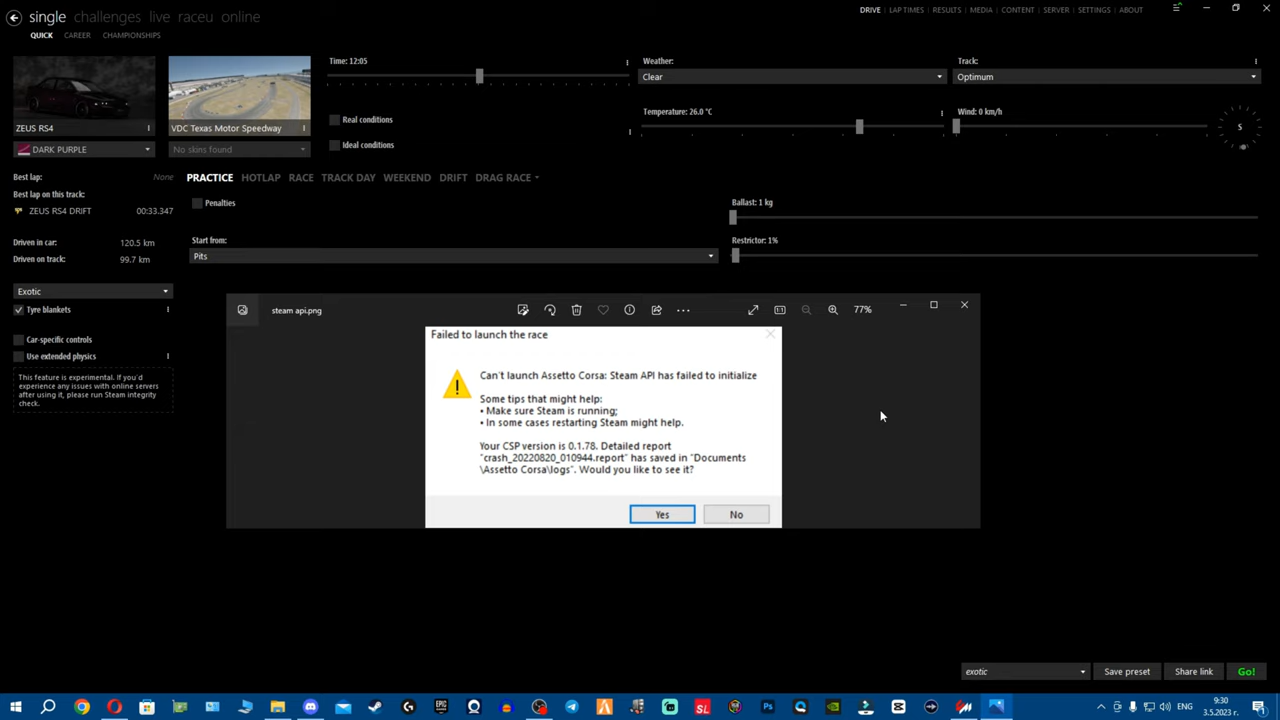 single challenges live raceu online
DRIVE LAP TIMES RESULTS MEDIA CONTENT SERVER SETTINGS ABOUT
QUICK CAREER CHAMPIONSHIPS
ZEUS RS4
DARK PURPLE
VDC Texas Motor Speedway
No skins found
Time: 12:05
Real conditions
Ideal conditions
Weather:
Clear
Temperature: 26.0 °C
Track:
Optimum
Wind: 0 km/h
S
Best lap: None
Best lap on this track:
ZEUS RS4 DRIFT 00:33.347
Driven in car: 120.5 km
Driven on track: 99.7 km
PRACTICE HOTLAP RACE TRACK DAY WEEKEND DRIFT DRAG RACE
Penalties
Start from:
Pits
Ballast: 1 kg
Restrictor: 1%
Exotic
Tyre blankets
Car-specific controls
Use extended physics
This feature is experimental. If you'd
experience any issues with online servers
after using it, please run Steam integrity
check.
steam api.png
77%
Failed to launch the race
Can't launch Assetto Corsa: Steam API has failed to initialize
Some tips that might help:
• Make sure Steam is running;
• In some cases restarting Steam might help.
Your CSP version is 0.1.78. Detailed report
"crash_20220820_010944.report" has saved in "Documents
\Assetto Corsa\logs". Would you like to see it?
Yes No
exotic
Save preset
Share link
Go!
EPIC
SL
Ps
ENG
9:30
3.5.2023 г.
1